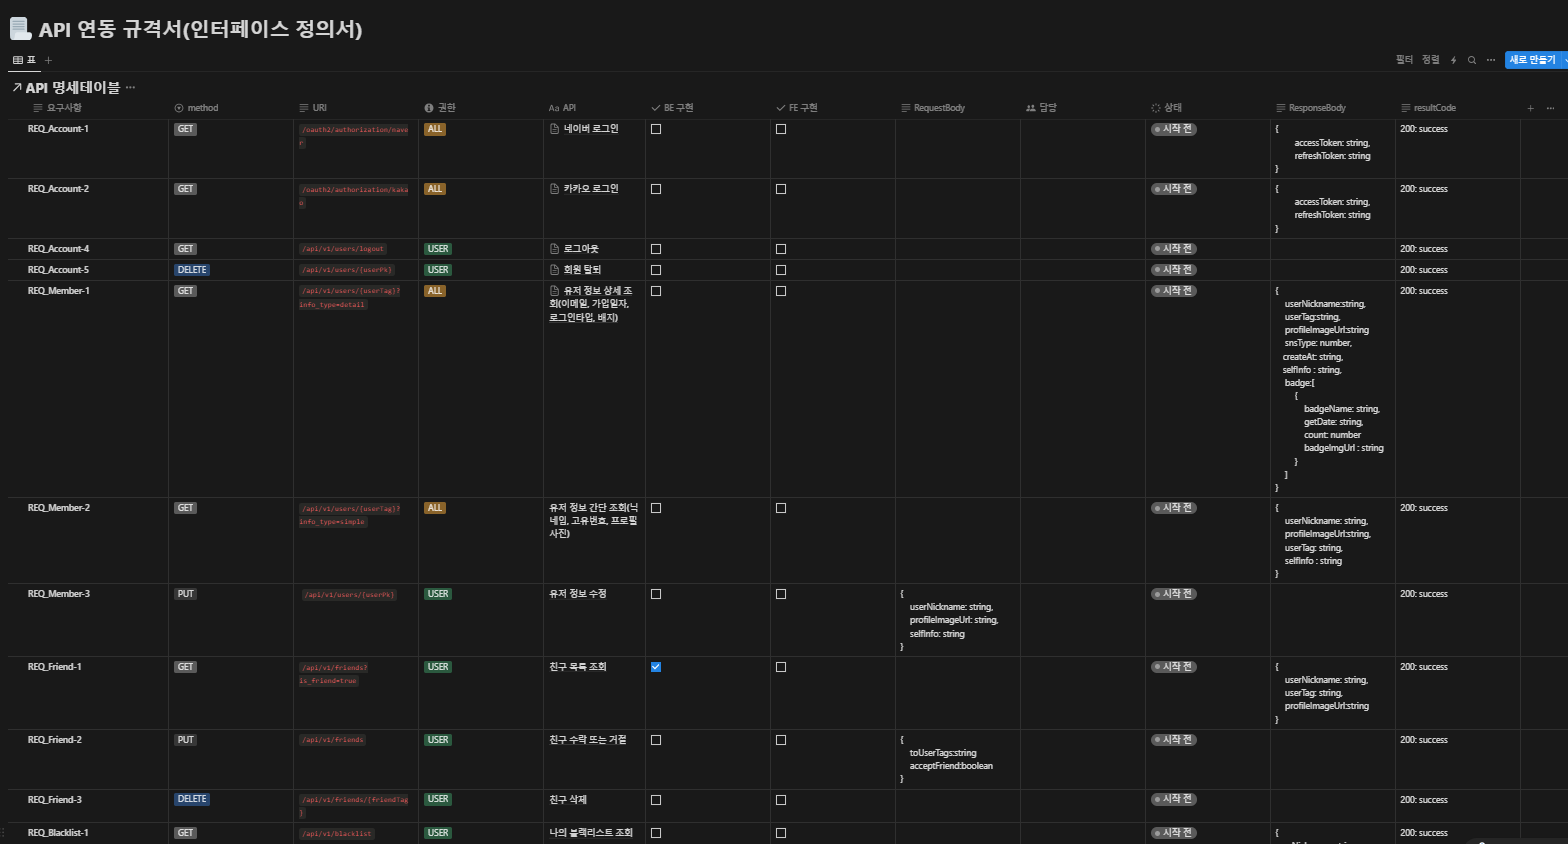 API 연동 규격서(인터페이스 정의서)
표
필터 정렬 새로 만들기
API 명세테이블
요구사항 method URI 권한 API BE 구현 FE 구현 RequestBody 담당 상태 ResponseBody resultCode
REQ_Account-1 GET /oauth2/authorization/naver ALL 네이버 로그인 시작 전 { 200: success
accessToken: string,
refreshToken: string
}
REQ_Account-2 GET /oauth2/authorization/kakao ALL 카카오 로그인 시작 전 { 200: success
accessToken: string,
refreshToken: string
}
REQ_Account-4 GET /api/v1/users/logout USER 로그아웃 시작 전 200: success
REQ_Account-5 DELETE /api/v1/users/{userPk} USER 회원 탈퇴 시작 전 200: success
REQ_Member-1 GET /api/v1/users/{userTag}? ALL 유저 정보 상세 조 시작 전 { 200: success
info_type=detail 회(이메일, 가입일자, userNickname:string,
로그인타입, 배지) userTag:string,
profileImageUrl:string
snsType: number,
createAt: string,
selfInfo : string,
badge:[
{
badgeName: string,
getDate: string,
count: number
badgeImgUrl : string
}
]
}
REQ_Member-2 GET /api/v1/users/{userTag}? ALL 유저 정보 간단 조회(닉 시작 전 { 200: success
info_type=simple 네임, 고유번호, 프로필 userNickname: string,
사진) profileImageUrl:string,
userTag: string,
selfInfo : string
}
REQ_Member-3 PUT /api/v1/users/{userPk} USER 유저 정보 수정 { 시작 전 200: success
userNickname: string,
profileImageUrl: string,
selfInfo: string
}
REQ_Friend-1 GET /api/v1/friends? USER 친구 목록 조회 시작 전 { 200: success
is_friend=true userNickname: string,
userTag: string,
profileImageUrl:string
}
REQ_Friend-2 PUT /api/v1/friends USER 친구 수락 또는 거절 { 시작 전 200: success
toUserTags:string
acceptFriend:boolean
}
REQ_Friend-3 DELETE /api/v1/friends/{friendTag} USER 친구 삭제 시작 전 200: success
REQ_Blacklist-1 GET /api/v1/blacklist USER 나의 블랙리스트 조회 시작 전 { 200: success